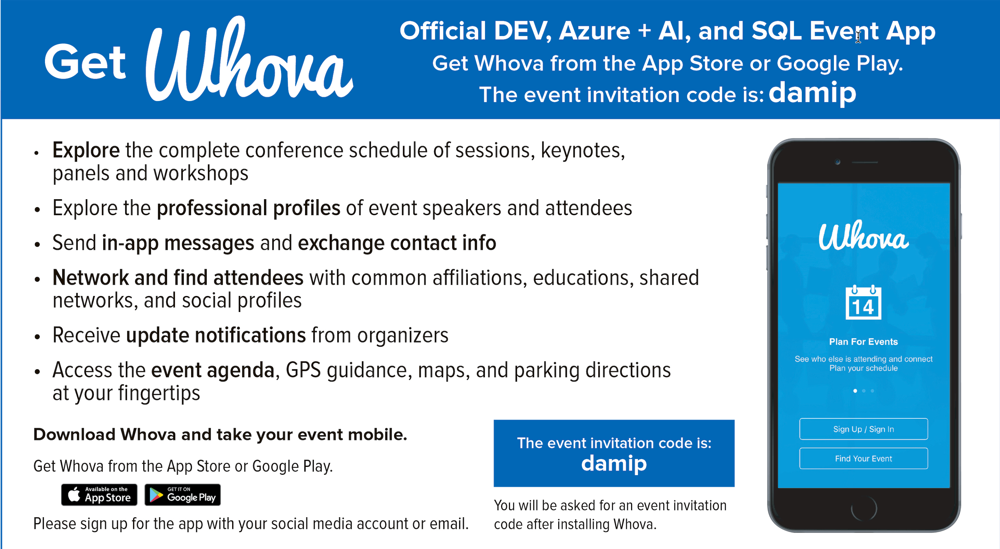 Get Whova
Official DEV, Azure + AI, and SQL Event App
Get Whova from the App Store or Google Play.
The event invitation code is: damip
• Explore the complete conference schedule of sessions, keynotes,
panels and workshops
• Explore the professional profiles of event speakers and attendees
• Send in-app messages and exchange contact info
• Network and find attendees with common affiliations, educations, shared
networks, and social profiles
• Receive update notifications from organizers
• Access the event agenda, GPS guidance, maps, and parking directions
at your fingertips
Download Whova and take your event mobile.
Get Whova from the App Store or Google Play.
Available on the
App Store
GET IT ON
Google Play
Please sign up for the app with your social media account or email.
The event invitation code is:
damip
You will be asked for an event invitation
code after installing Whova.
Whova
14
Plan For Events
See who else is attending and connect
Plan your schedule
Sign Up / Sign In
Find Your Event